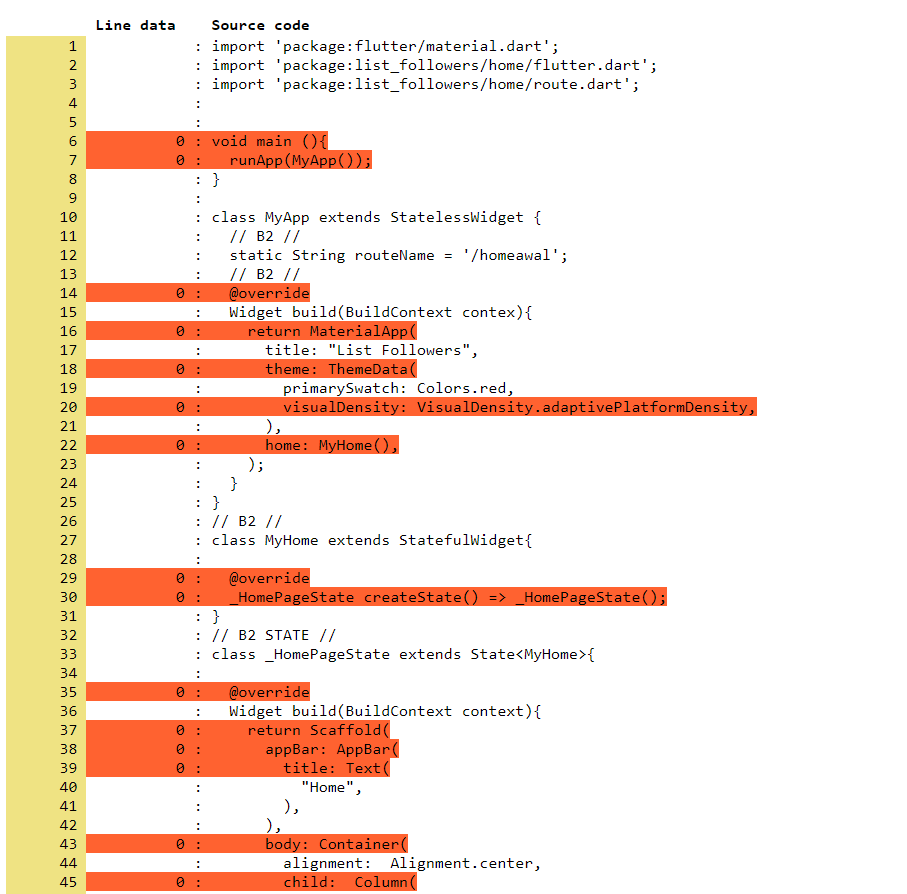 Line data    Source code
1 : import 'package:flutter/material.dart';
2 : import 'package:list_followers/home/flutter.dart';
3 : import 'package:list_followers/home/route.dart';
4 :
5 :
6 0 : void main (){
7 0 :   runApp(MyApp());
8 : }
9 :
10 : class MyApp extends StatelessWidget {
11 :   // B2 //
12 :   static String routeName = '/homeawal';
13 :   // B2 //
14 0 :   @override
15 :   Widget build(BuildContext contex){
16 0 :     return MaterialApp(
17 :       title: "List Followers",
18 0 :       theme: ThemeData(
19 :         primarySwatch: Colors.red,
20 0 :         visualDensity: VisualDensity.adaptivePlatformDensity,
21 :       ),
22 0 :       home: MyHome(),
23 :     );
24 :   }
25 : }
26 : // B2 //
27 : class MyHome extends StatefulWidget{
28 :
29 0 :   @override
30 0 :   _HomePageState createState() => _HomePageState();
31 : }
32 : // B2 STATE //
33 : class _HomePageState extends State<MyHome>{
34 :
35 0 :   @override
36 :   Widget build(BuildContext context){
37 0 :     return Scaffold(
38 0 :       appBar: AppBar(
39 0 :         title: Text(
40 :           "Home",
41 :         ),
42 :       ),
43 0 :       body: Container(
44 :         alignment:  Alignment.center,
45 0 :         child:  Column(